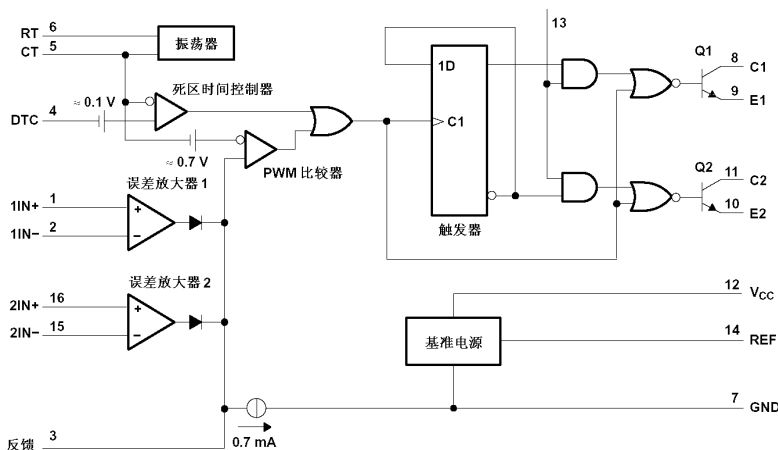 13
RT 6
CT 5
振荡器
Q1
8 C1
9 E1
1D
C1
死区时间控制器
≈ 0.1 V
DTC 4
≈ 0.7 V
PWM 比较器
误差放大器 1
1IN+ 1
1IN− 2
+
−
触发器
Q2
11 C2
10 E2
误差放大器 2
2IN+ 16
2IN− 15
+
−
12 VCC
基准电源
14 REF
7 GND
0.7 mA
反馈 3